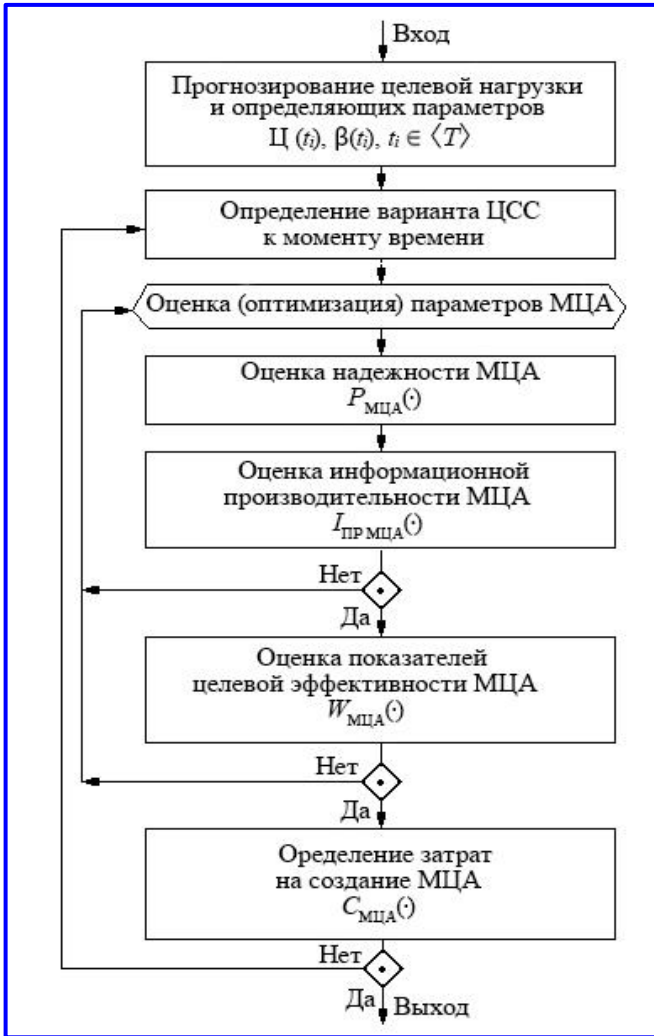 Вход
Прогнозирование целевой нагрузки
и определяющих параметров
Ц (tᵢ), β(tᵢ), tᵢ ∈ ⟨T⟩
Определение варианта ЦСС
к моменту времени
Оценка (оптимизация) параметров МЦА
Оценка надежности МЦА
P_МЦА(·)
Оценка информационной
производительности МЦА
I_ПР МЦА(·)
Нет
Да
Оценка показателей
целевой эффективности МЦА
W_МЦА(·)
Нет
Да
Оределение затрат
на создание МЦА
C_МЦА(·)
Нет
Да
Выход